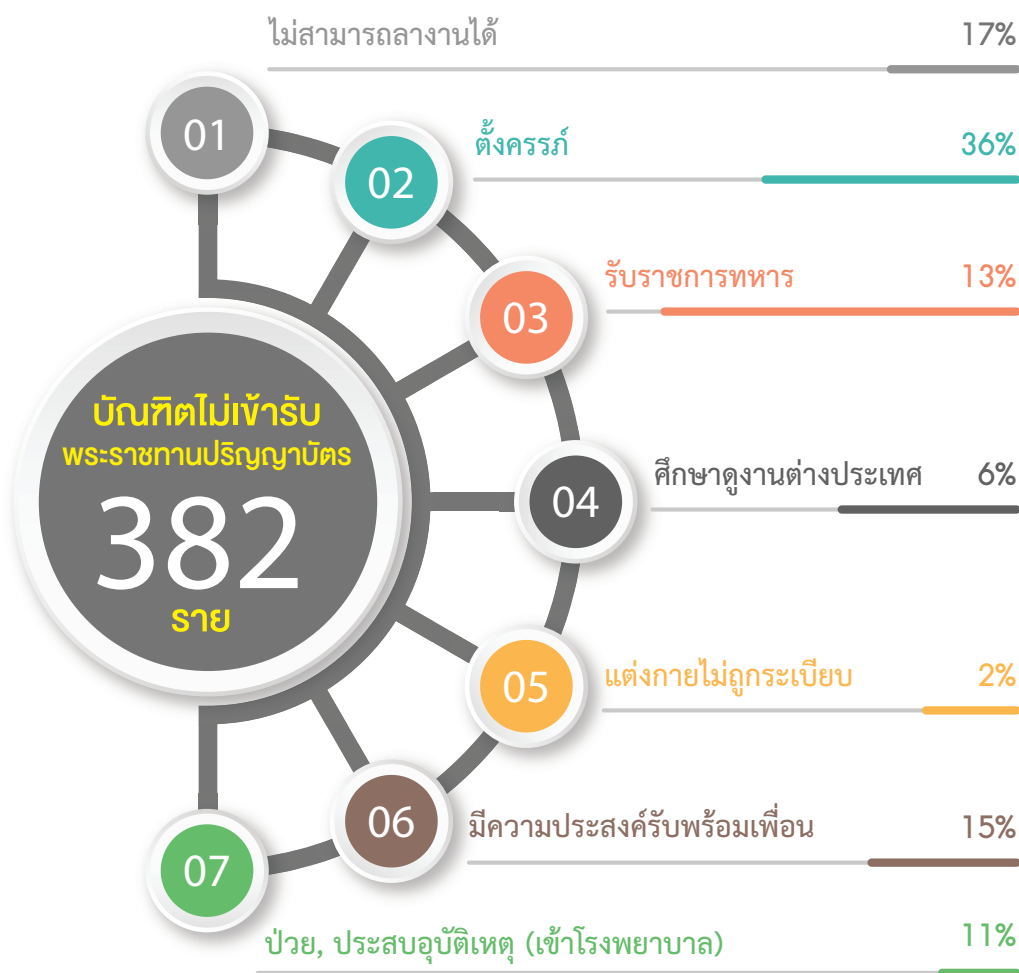 ไม่สามารถลางานได้ 17%
01
ตั้งครรภ์ 36%
02
รับราชการทหาร 13%
03
บัณฑิตไม่เข้ารับ
พระราชทานปริญญาบัตร
382
ราย
ศึกษาดูงานต่างประเทศ 6%
04
แต่งกายไม่ถูกระเบียบ 2%
05
มีความประสงค์รับพร้อมเพื่อน 15%
06
07
ป่วย, ประสบอุบัติเหตุ (เข้าโรงพยาบาล) 11%